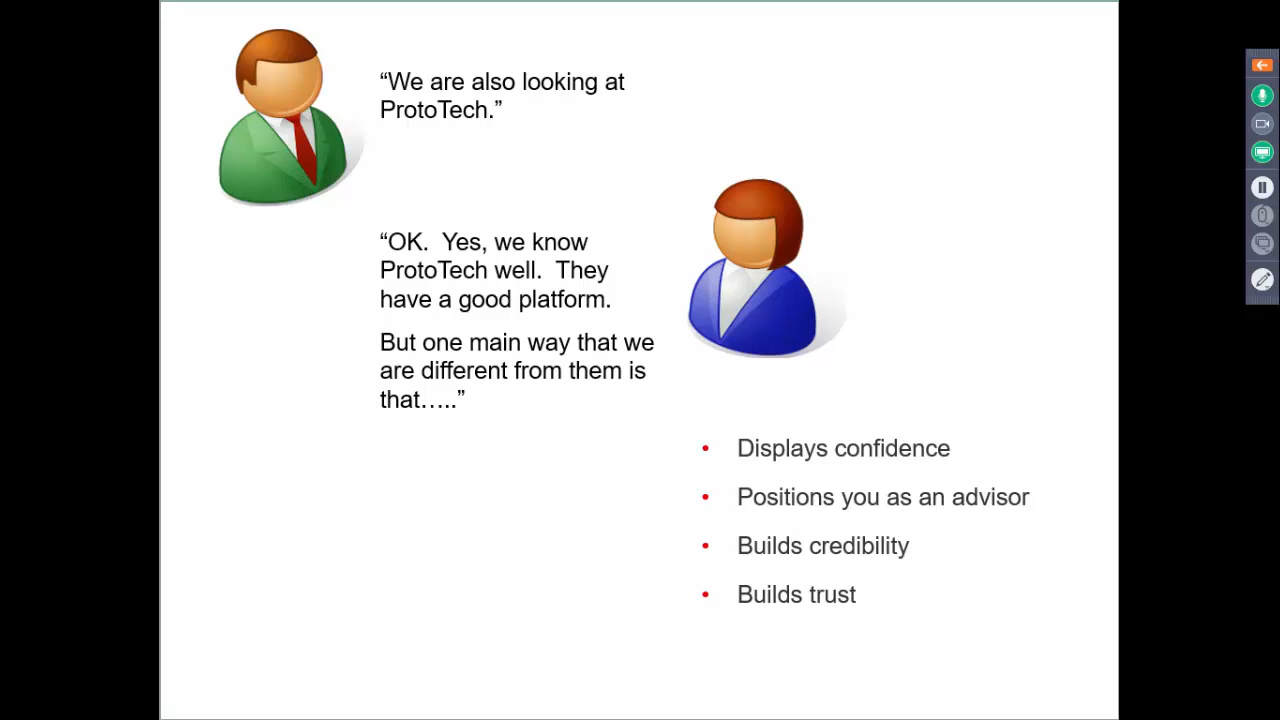 “We are also looking at
ProtoTech.”
“OK.  Yes, we know
ProtoTech well.  They
have a good platform.
But one main way that we
are different from them is
that…..”
• Displays confidence
• Positions you as an advisor
• Builds credibility
• Builds trust